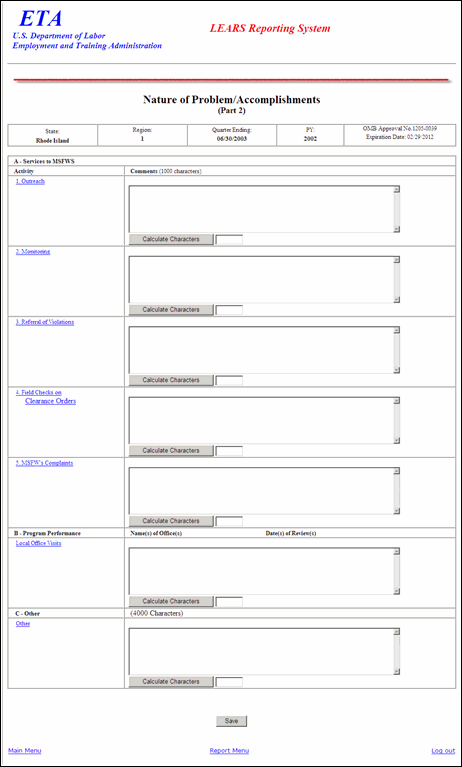 ETA
U.S. Department of Labor
Employment and Training Administration
LEARS Reporting System
Nature of Problem/Accomplishments
(Part 2)
State:
Rhode Island
Region:
1
Quarter Ending:
06/30/2003
PY:
2002
OMB Approval No.1205-0039
Expiration Date: 02/29/2012
A - Services to MSFWS
Activity
Comments (1000 characters)
1. Outreach
Calculate Characters
2. Monitoring
Calculate Characters
3. Referral of Violations
Calculate Characters
4. Field Checks on
Clearance Orders
Calculate Characters
5. MSFW's Complaints
Calculate Characters
B - Program Performance
Name(s) of Office(s)
Date(s) of Review(s)
Local Office Visits
Calculate Characters
C - Other
(4000 Characters)
Other
Calculate Characters
Save
Main Menu
Report Menu
Log out